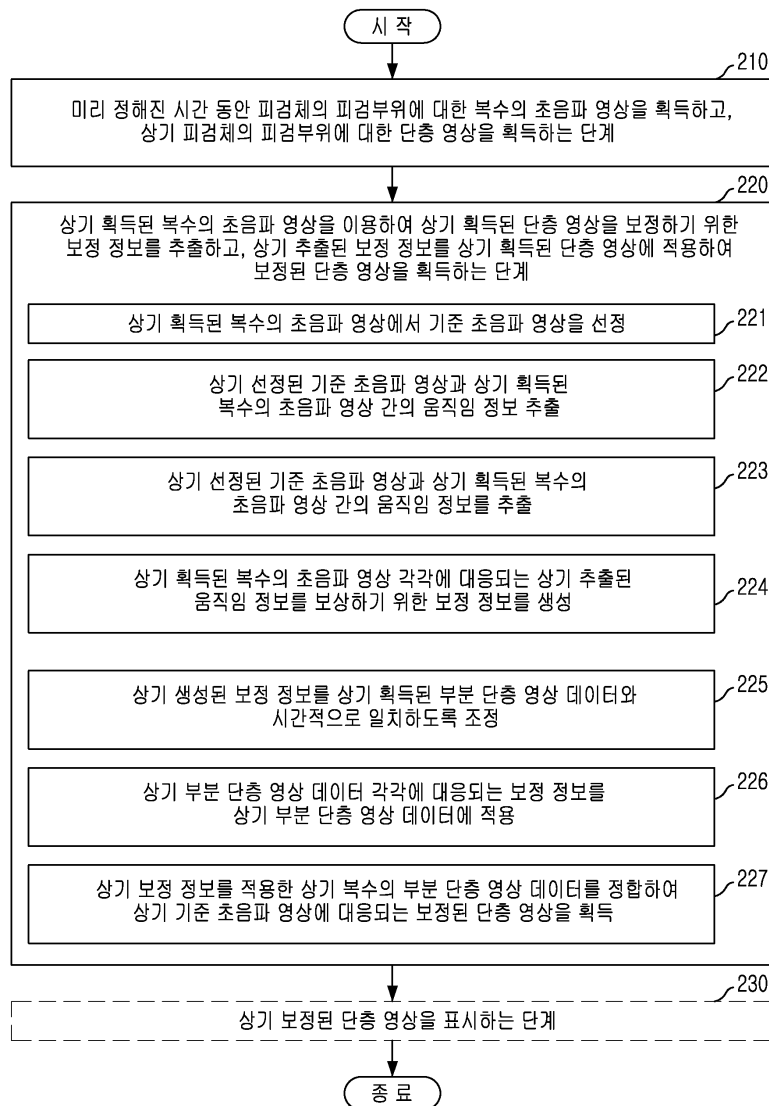 시 작
210
미리 정해진 시간 동안 피검체의 피검부위에 대한 복수의 초음파 영상을 획득하고,
상기 피검체의 피검부위에 대한 단층 영상을 획득하는 단계
220
상기 획득된 복수의 초음파 영상을 이용하여 상기 획득된 단층 영상을 보정하기 위한
보정 정보를 추출하고, 상기 추출된 보정 정보를 상기 획득된 단층 영상에 적용하여
보정된 단층 영상을 획득하는 단계
상기 획득된 복수의 초음파 영상에서 기준 초음파 영상을 선정
221
상기 선정된 기준 초음파 영상과 상기 획득된
복수의 초음파 영상 간의 움직임 정보 추출
222
상기 선정된 기준 초음파 영상과 상기 획득된 복수의
초음파 영상 간의 움직임 정보를 추출
223
상기 획득된 복수의 초음파 영상 각각에 대응되는 상기 추출된
움직임 정보를 보상하기 위한 보정 정보를 생성
224
상기 생성된 보정 정보를 상기 획득된 부분 단층 영상 데이터와
시간적으로 일치하도록 조정
225
상기 부분 단층 영상 데이터 각각에 대응되는 보정 정보를
상기 부분 단층 영상 데이터에 적용
226
상기 보정 정보를 적용한 상기 복수의 부분 단층 영상 데이터를 정합하여
상기 기준 초음파 영상에 대응되는 보정된 단층 영상을 획득
227
230
상기 보정된 단층 영상을 표시하는 단계
종 료